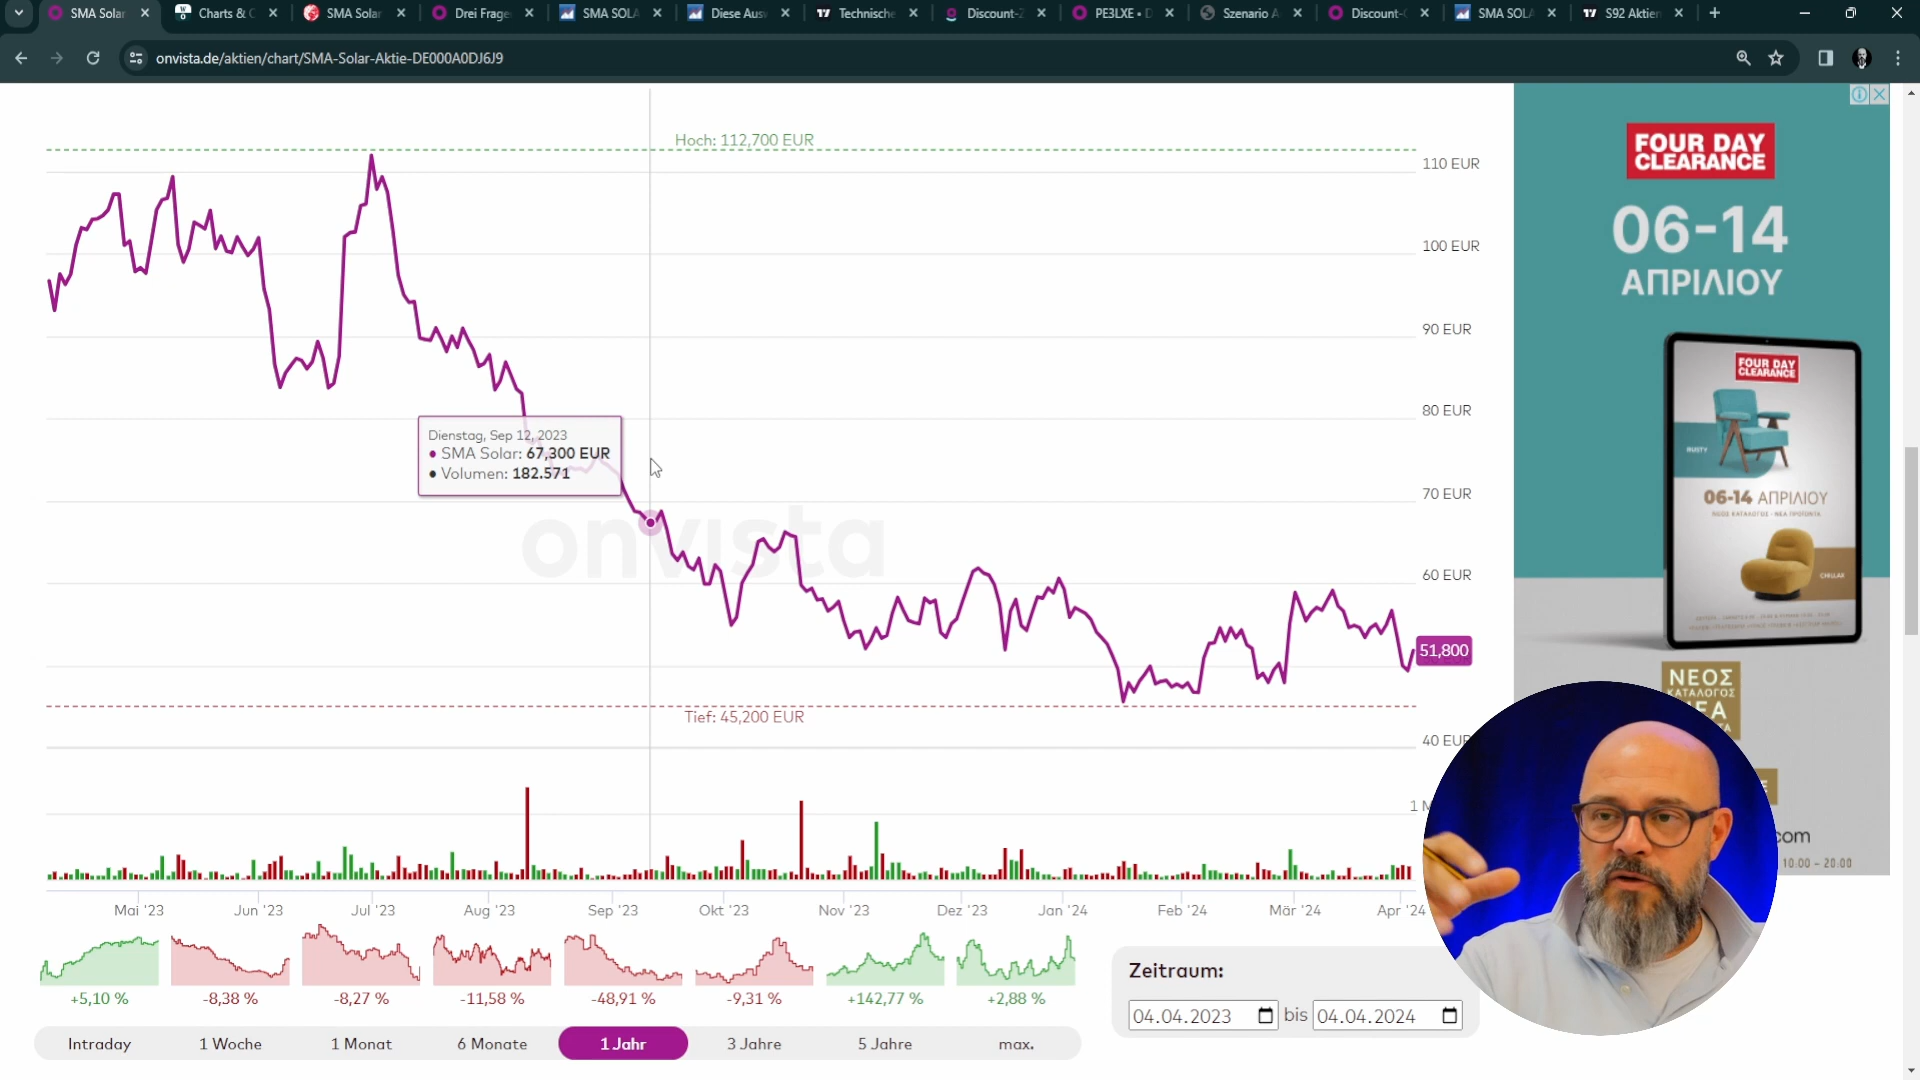 SMA Solar
Charts &
SMA Solar
Drei Frage
SMA SOLA
Diese Aus
Technische
Discount-Z
PE3LXE • D
Szenario A
Discount-C
SMA SOLA
S92 Aktien
onvista.de/aktien/chart/SMA-Solar-Aktie-DE000A0DJ6J9
Hoch: 112,700 EUR
110 EUR
100 EUR
90 EUR
80 EUR
70 EUR
60 EUR
51,800
40 EUR
Dienstag, Sep 12, 2023
SMA Solar: 67,300 EUR
Volumen: 182.571
onvista
Tief: 45,200 EUR
1 M
Mai '23
Jun '23
Jul '23
Aug '23
Sep '23
Okt '23
Nov '23
Dez '23
Jan '24
Feb '24
Mär '24
Apr '24
+5,10 %
-8,38 %
-8,27 %
-11,58 %
-48,91 %
-9,31 %
+142,77 %
+2,88 %
Intraday
1 Woche
1 Monat
6 Monate
1 Jahr
3 Jahre
5 Jahre
max.
Zeitraum:
04.04.2023 bis 04.04.2024
FOUR DAY
CLEARANCE
06-14
ΑΠΡΙΛΙΟΥ
FOUR DAY
CLEARANCE
RUSTY
06-14 ΑΠΡΙΛΙΟΥ
ΝΕΟΣ ΚΑΤΑΛΟΓΟΣ - ΝΕΑ ΠΡΟΪΟΝΤΑ
CHILLAX
ΝΕΟΣ
ΚΑΤΑΛΟΓΟΣ
.com
10:00 – 20:00